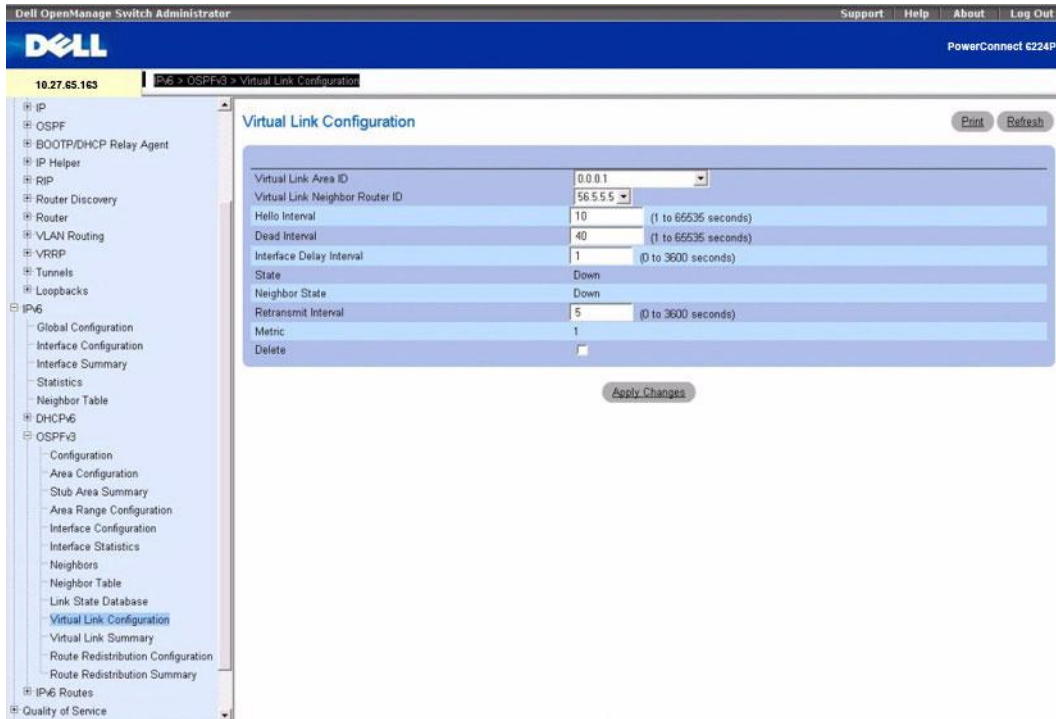 Dell OpenManage Switch Administrator
Support Help About Log Out
DELL
PowerConnect 6224P
10.27.65.163
IPv6 > OSPFv3 > Virtual Link Configuration
IP
OSPF
BOOTP/DHCP Relay Agent
IP Helper
RIP
Router Discovery
Router
VLAN Routing
VRRP
Tunnels
Loopbacks
IPv6
Global Configuration
Interface Configuration
Interface Summary
Statistics
Neighbor Table
DHCPv6
OSPFv3
Configuration
Area Configuration
Stub Area Summary
Area Range Configuration
Interface Configuration
Interface Statistics
Neighbors
Neighbor Table
Link State Database
Virtual Link Configuration
Virtual Link Summary
Route Redistribution Configuration
Route Redistribution Summary
IPv6 Routes
Quality of Service
Virtual Link Configuration
Print Refresh
Virtual Link Area ID 0.0.0.1
Virtual Link Neighbor Router ID 56.5.5.5
Hello Interval 10 (1 to 65535 seconds)
Dead Interval 40 (1 to 65535 seconds)
Interface Delay Interval 1 (0 to 3600 seconds)
State Down
Neighbor State Down
Retransmit Interval 5 (0 to 3600 seconds)
Metric 1
Delete
Apply Changes